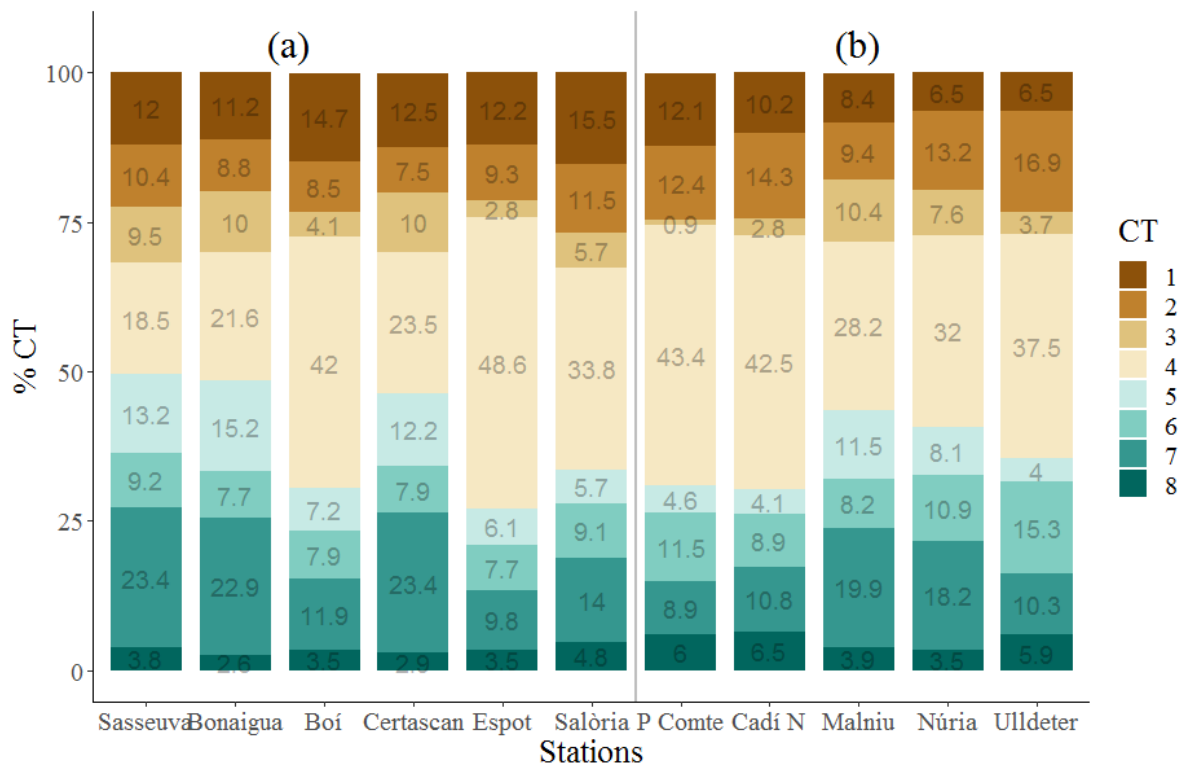 (a) (b)
% CT
100
75
50
25
0
12 11.2 14.7 12.5 12.2 15.5 12.1 10.2 8.4 6.5 6.5
10.4 8.8 8.5 7.5 9.3 11.5 12.4 14.3 9.4 13.2 16.9
9.5 10 4.1 10 2.8 5.7 0.9 2.8 10.4 7.6 3.7
18.5 21.6 42 23.5 48.6 33.8 43.4 42.5 28.2 32 37.5
13.2 15.2 7.2 12.2 6.1 5.7 4.6 4.1 11.5 8.1 4
9.2 7.7 7.9 7.9 7.7 9.1 11.5 8.9 8.2 10.9 15.3
23.4 22.9 11.9 23.4 9.8 14 8.9 10.8 19.9 18.2 10.3
3.8 2.6 3.5 2.9 3.5 4.8 6 6.5 3.9 3.5 5.9
Sasseuva Bonaigua Boí Certascan Espot Salòria P Comte Cadí N Malniu Núria Ulldeter
Stations
CT
1
2
3
4
5
6
7
8